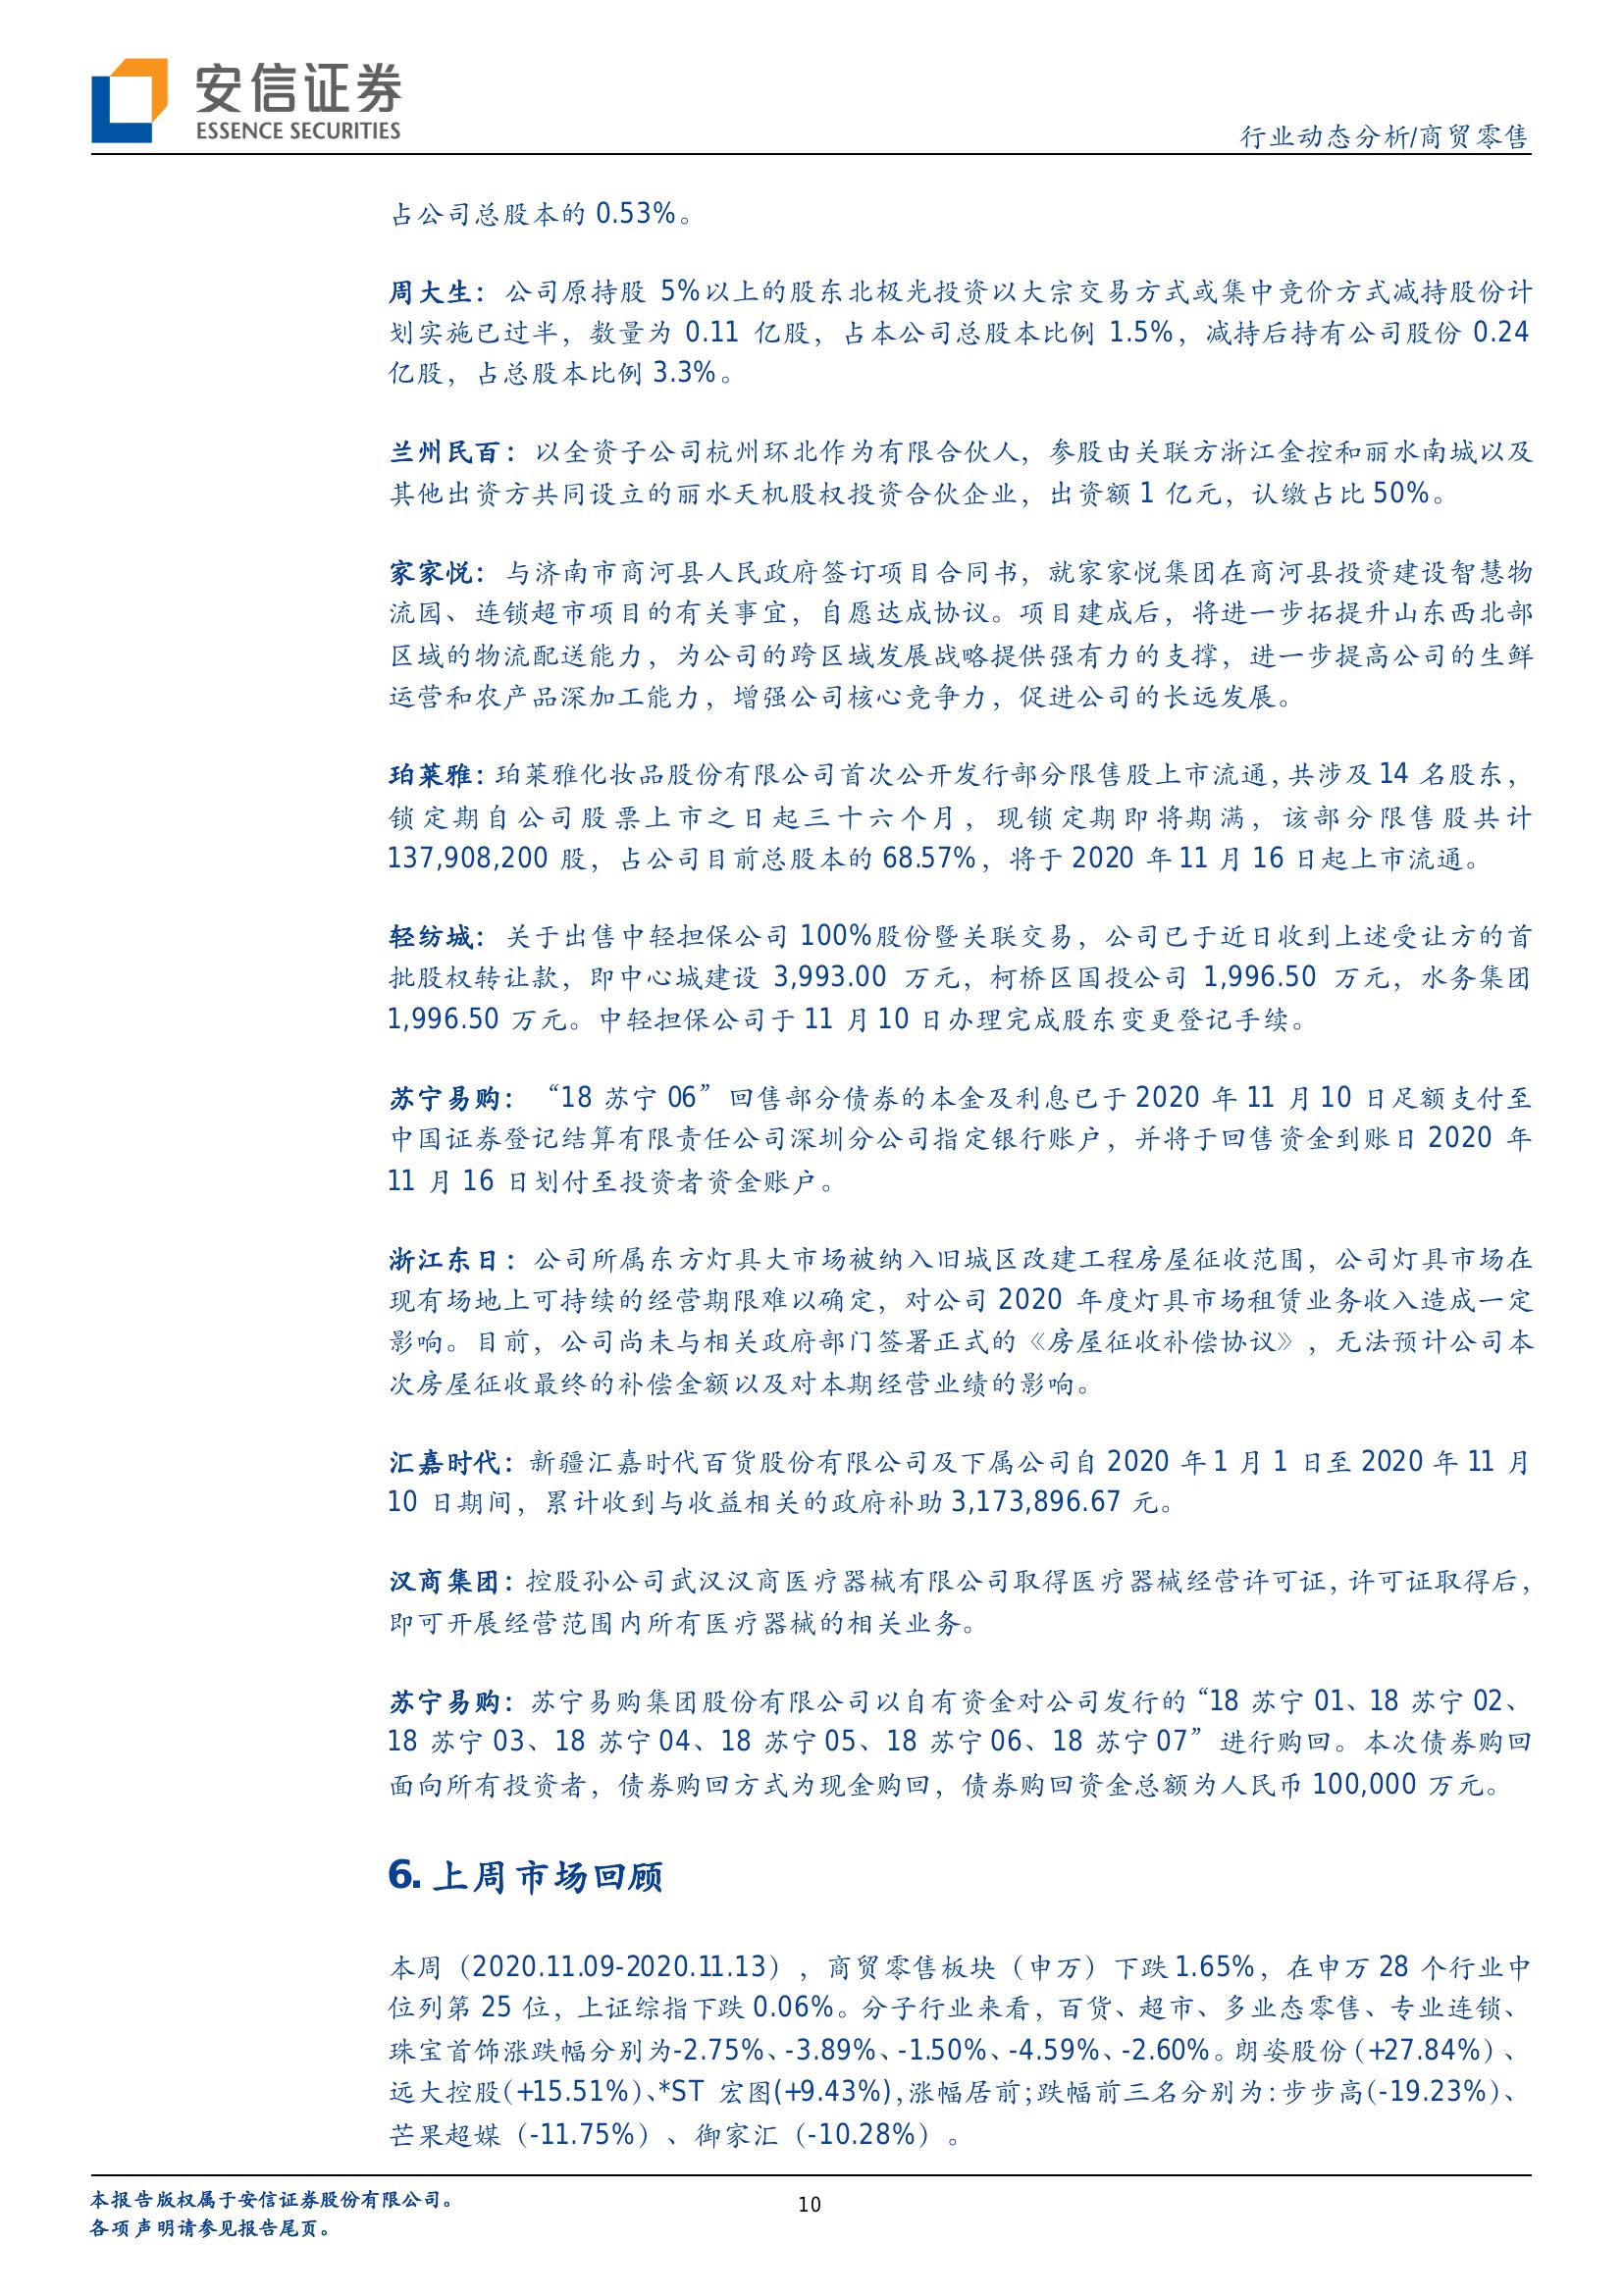 安信证券
ESSENCE SECURITIES
行业动态分析/商贸零售
占公司总股本的 0.53%。
周大生：公司原持股 5%以上的股东北极光投资以大宗交易方式或集中竞价方式减持股份计
划实施已过半，数量为 0.11 亿股，占本公司总股本比例 1.5%，减持后持有公司股份 0.24
亿股，占总股本比例 3.3%。
兰州民百：以全资子公司杭州环北作为有限合伙人，参股由关联方浙江金控和丽水南城以及
其他出资方共同设立的丽水天机股权投资合伙企业，出资额 1 亿元，认缴占比 50%。
家家悦：与济南市商河县人民政府签订项目合同书，就家家悦集团在商河县投资建设智慧物
流园、连锁超市项目的有关事宜，自愿达成协议。项目建成后，将进一步拓提升山东西北部
区域的物流配送能力，为公司的跨区域发展战略提供强有力的支撑，进一步提高公司的生鲜
运营和农产品深加工能力，增强公司核心竞争力，促进公司的长远发展。
珀莱雅：珀莱雅化妆品股份有限公司首次公开发行部分限售股上市流通，共涉及 14 名股东，
锁定期自公司股票上市之日起三十六个月，现锁定期即将期满，该部分限售股共计
137,908,200 股，占公司目前总股本的 68.57%，将于 2020 年 11 月 16 日起上市流通。
轻纺城：关于出售中轻担保公司 100%股份暨关联交易，公司已于近日收到上述受让方的首
批股权转让款，即中心城建设 3,993.00 万元，柯桥区国投公司 1,996.50 万元，水务集团
1,996.50 万元。中轻担保公司于 11 月 10 日办理完成股东变更登记手续。
苏宁易购：“18 苏宁 06”回售部分债券的本金及利息已于 2020 年 11 月 10 日足额支付至
中国证券登记结算有限责任公司深圳分公司指定银行账户，并将于回售资金到账日 2020 年
11 月 16 日划付至投资者资金账户。
浙江东日：公司所属东方灯具大市场被纳入旧城区改建工程房屋征收范围，公司灯具市场在
现有场地上可持续的经营期限难以确定，对公司 2020 年度灯具市场租赁业务收入造成一定
影响。目前，公司尚未与相关政府部门签署正式的《房屋征收补偿协议》，无法预计公司本
次房屋征收最终的补偿金额以及对本期经营业绩的影响。
汇嘉时代：新疆汇嘉时代百货股份有限公司及下属公司自 2020 年 1 月 1 日至 2020 年 11 月
10 日期间，累计收到与收益相关的政府补助 3,173,896.67 元。
汉商集团：控股孙公司武汉汉商医疗器械有限公司取得医疗器械经营许可证，许可证取得后，
即可开展经营范围内所有医疗器械的相关业务。
苏宁易购：苏宁易购集团股份有限公司以自有资金对公司发行的“18 苏宁 01、18 苏宁 02、
18 苏宁 03、18 苏宁 04、18 苏宁 05、18 苏宁 06、18 苏宁 07”进行购回。本次债券购回
面向所有投资者，债券购回方式为现金购回，债券购回资金总额为人民币 100,000 万元。
6. 上周市场回顾
本周（2020.11.09-2020.11.13），商贸零售板块（申万）下跌 1.65%，在申万 28 个行业中
位列第 25 位，上证综指下跌 0.06%。分子行业来看，百货、超市、多业态零售、专业连锁、
珠宝首饰涨跌幅分别为-2.75%、-3.89%、-1.50%、-4.59%、-2.60%。朗姿股份（+27.84%）、
远大控股(+15.51%)、*ST 宏图(+9.43%),涨幅居前;跌幅前三名分别为:步步高(-19.23%)、
芒果超媒（-11.75%）、御家汇（-10.28%）。
本报告版权属于安信证券股份有限公司。
10
各项声明请参见报告尾页。